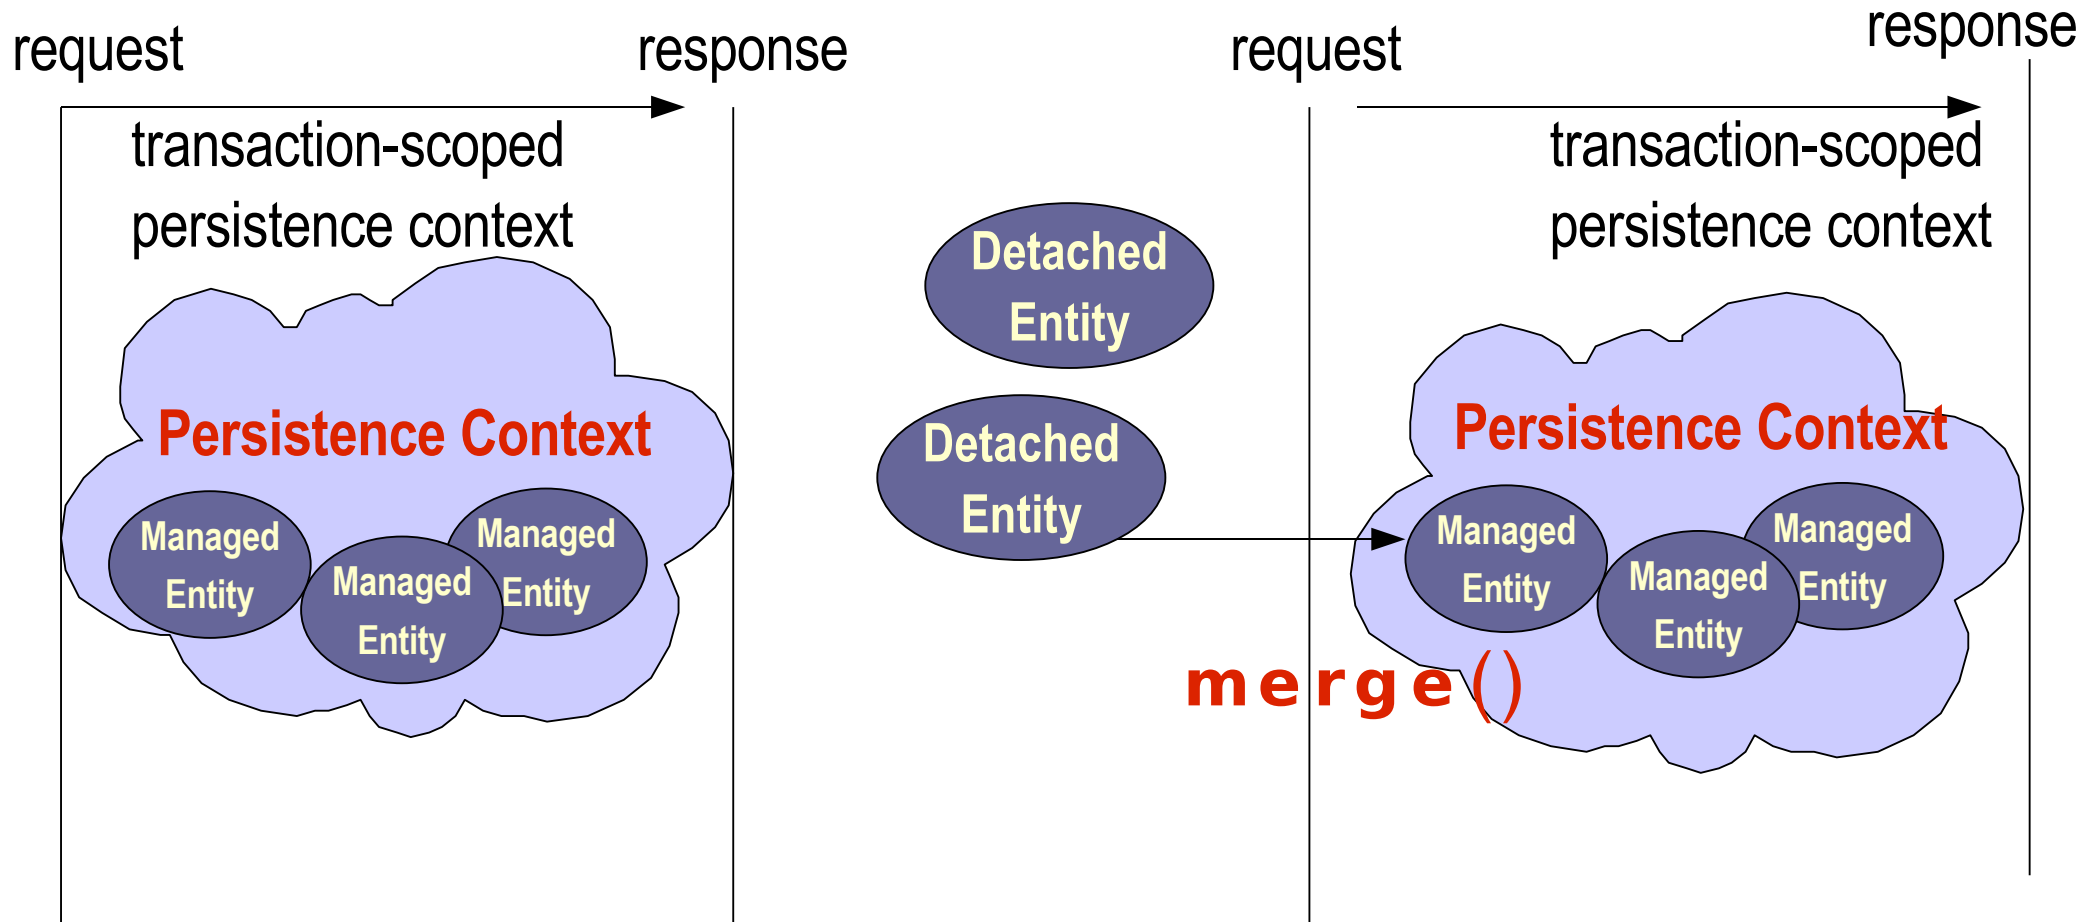 request
response
request
response
transaction-scoped
persistence context
transaction-scoped
persistence context
Detached
Entity
Detached
Entity
Persistence Context
Managed
Entity
Managed
Entity
Managed
Entity
Persistence Context
Managed
Entity
Managed
Entity
Managed
Entity
merge()